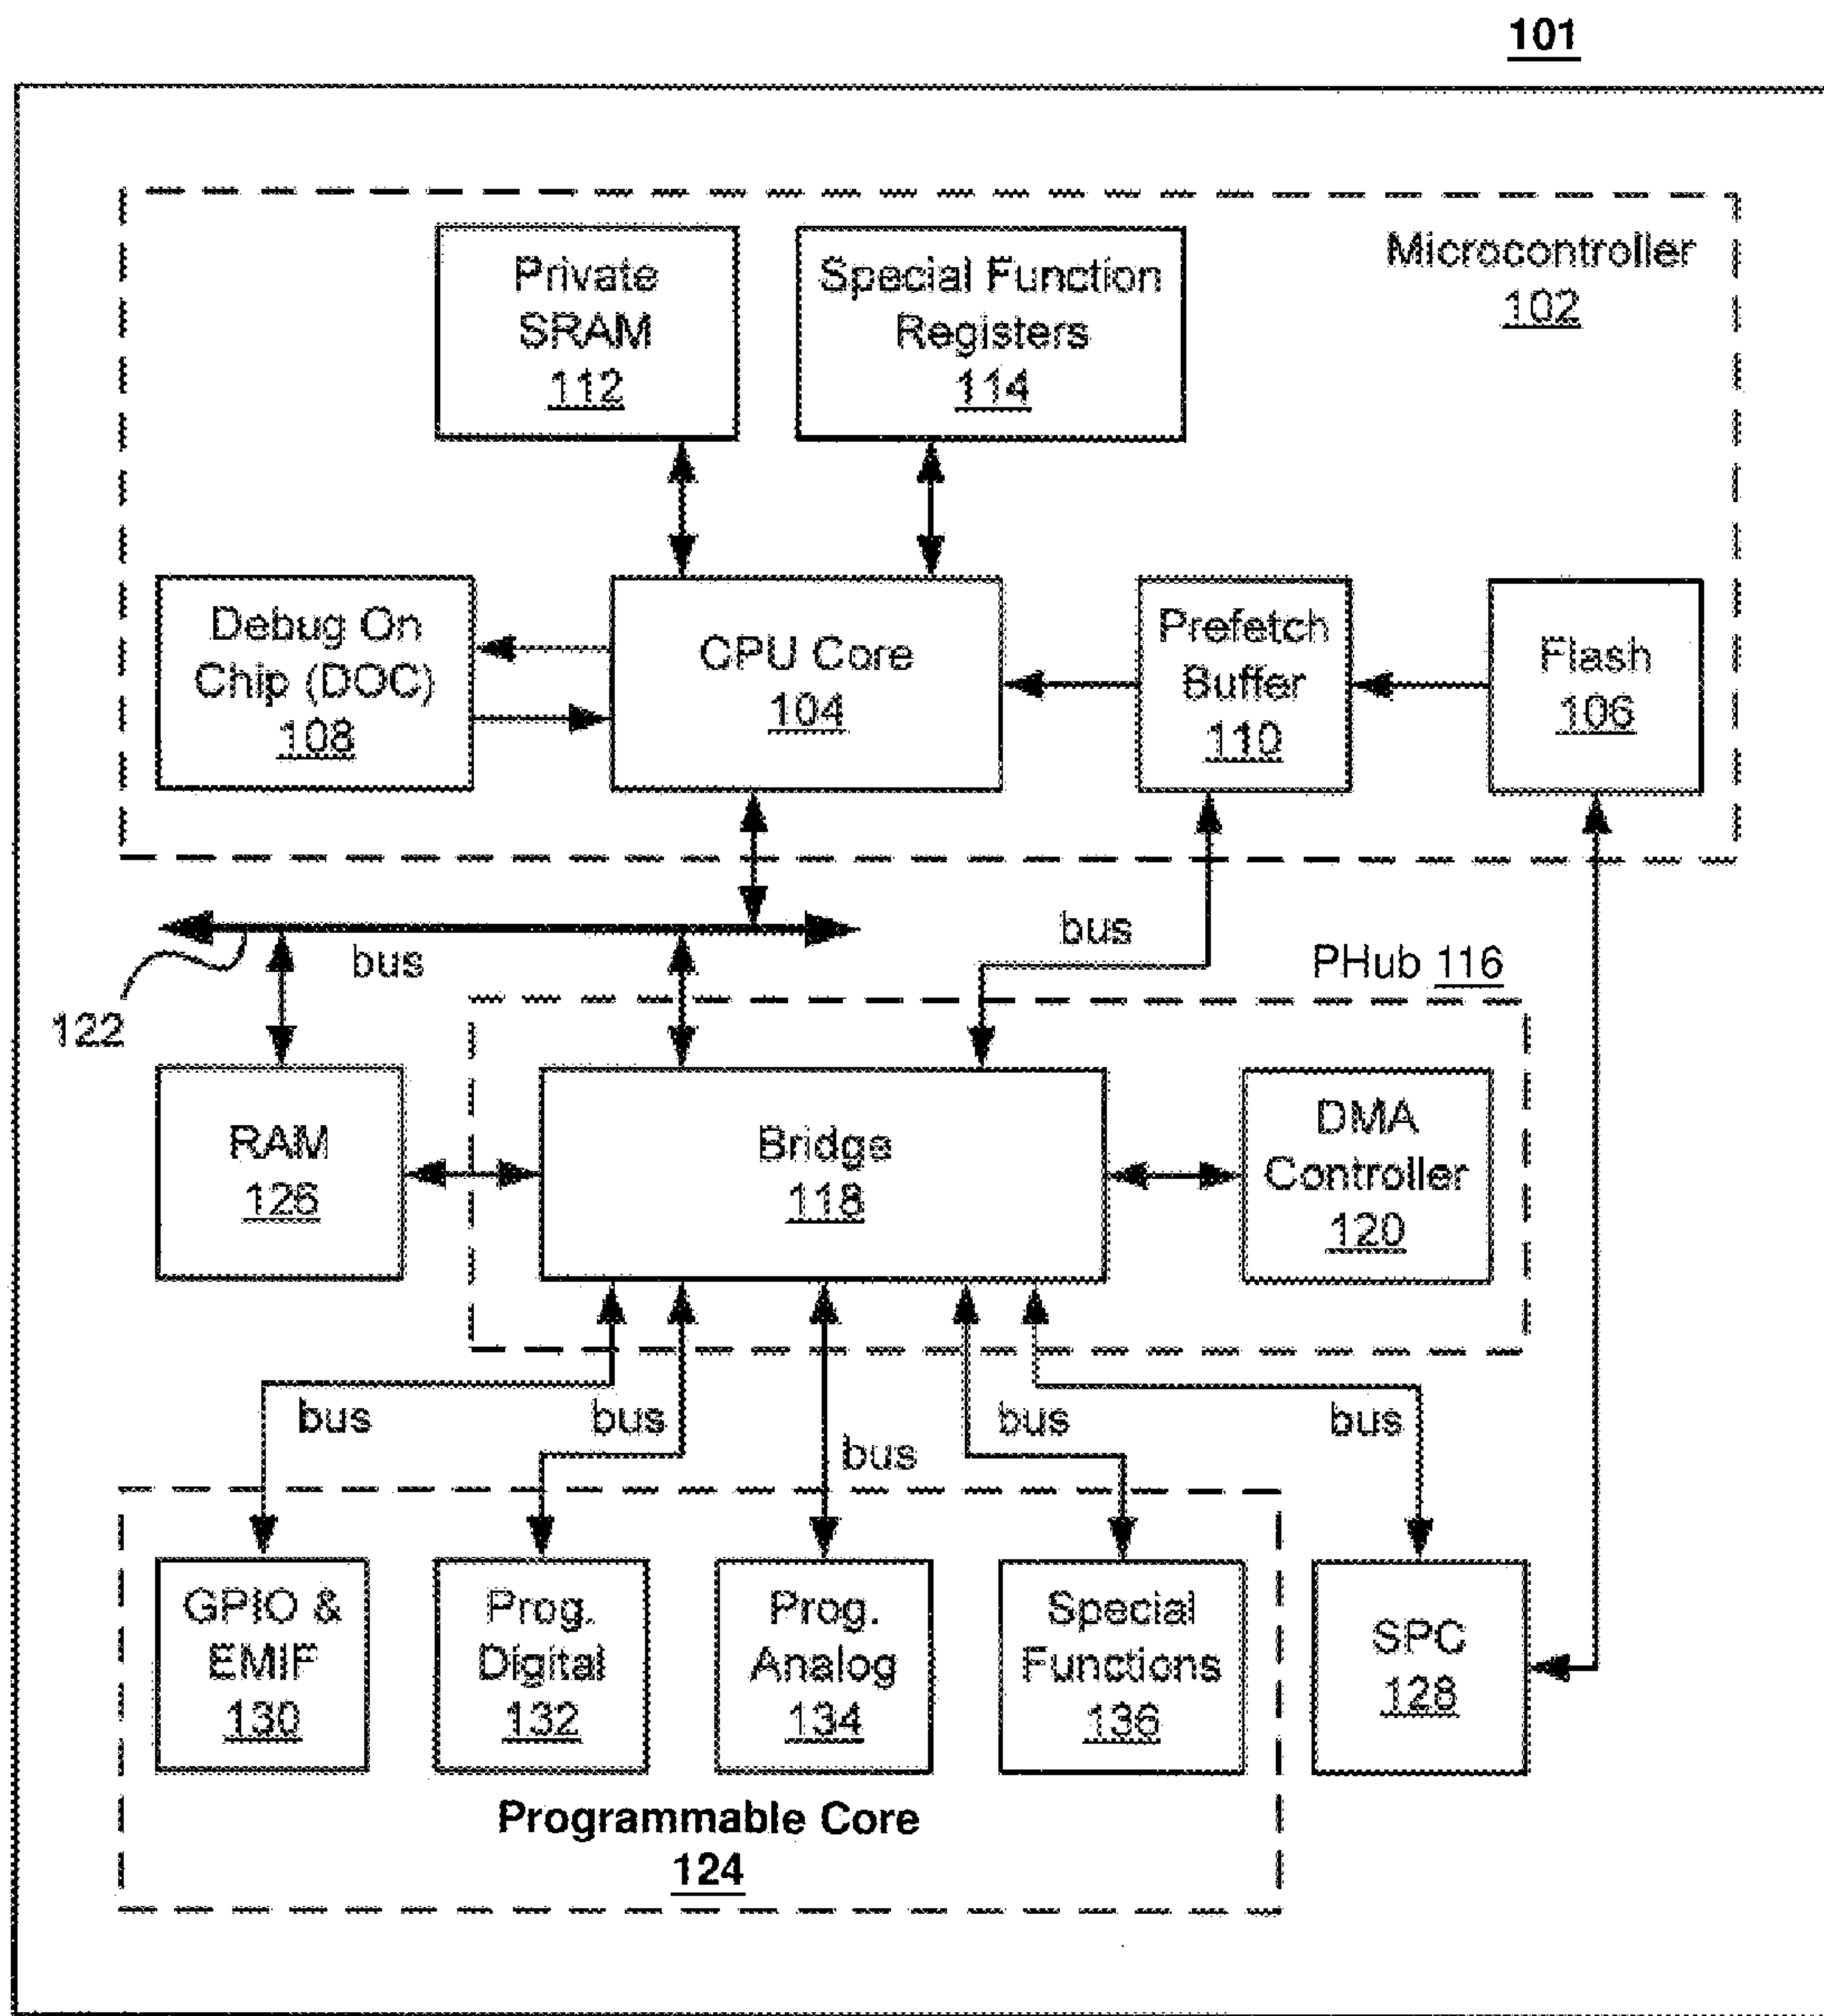 101
Microcontroller
102
Private
SRAM
112
Special Function
Registers
114
Debug On
Chip (DOC)
108
CPU Core
104
Prefetch
Buffer
110
Flash
106
bus
122
bus
PHub 116
RAM
126
Bridge
118
DMA
Controller
120
bus
bus
bus
bus
bus
GPIO &
EMIF
130
Prog.
Digital
132
Prog.
Analog
134
Special
Functions
136
SPC
128
Programmable Core
124